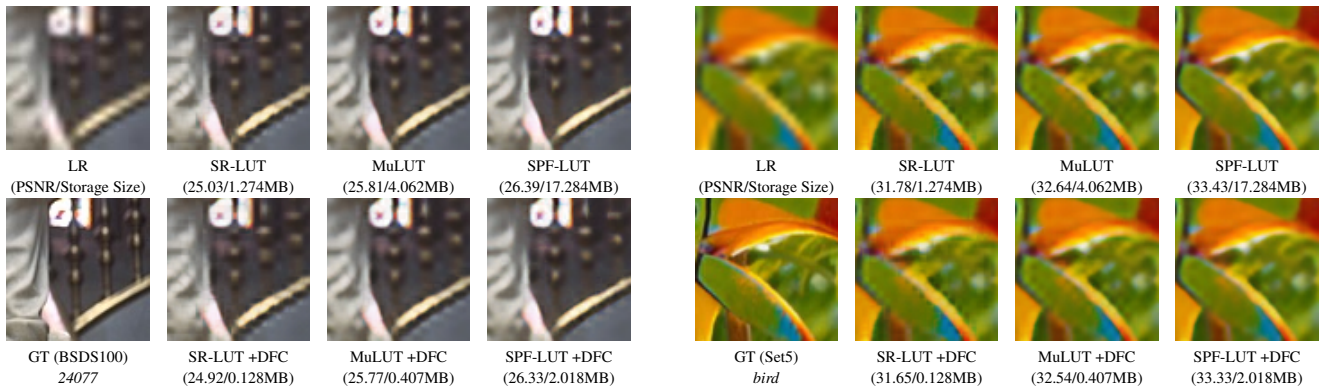 LR
(PSNR/Storage Size)
SR-LUT
(25.03/1.274MB)
MuLUT
(25.81/4.062MB)
SPF-LUT
(26.39/17.284MB)
GT (BSDS100)
24077
SR-LUT +DFC
(24.92/0.128MB)
MuLUT +DFC
(25.77/0.407MB)
SPF-LUT +DFC
(26.33/2.018MB)
LR
(PSNR/Storage Size)
SR-LUT
(31.78/1.274MB)
MuLUT
(32.64/4.062MB)
SPF-LUT
(33.43/17.284MB)
GT (Set5)
bird
SR-LUT +DFC
(31.65/0.128MB)
MuLUT +DFC
(32.54/0.407MB)
SPF-LUT +DFC
(33.33/2.018MB)